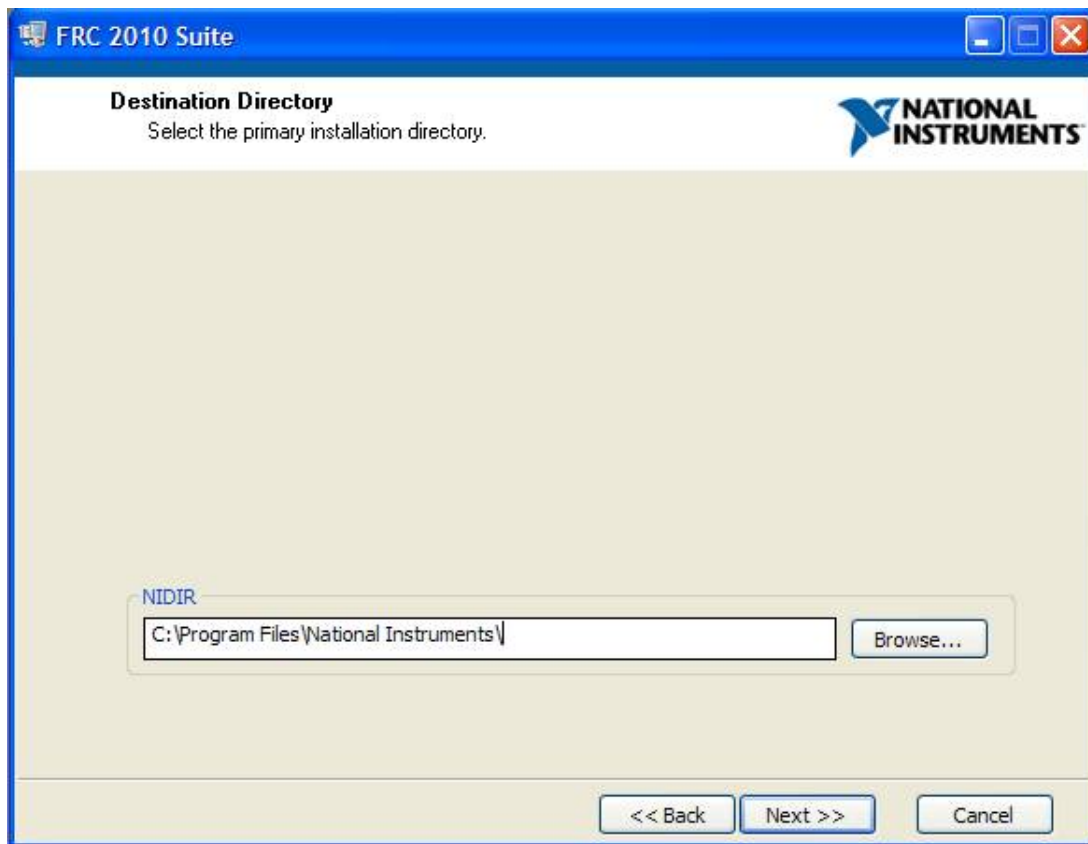 FRC 2010 Suite
Destination Directory
Select the primary installation directory.
NATIONAL
INSTRUMENTS
NIDIR
C:\Program Files\National Instruments\
Browse...
<< Back
Next >>
Cancel